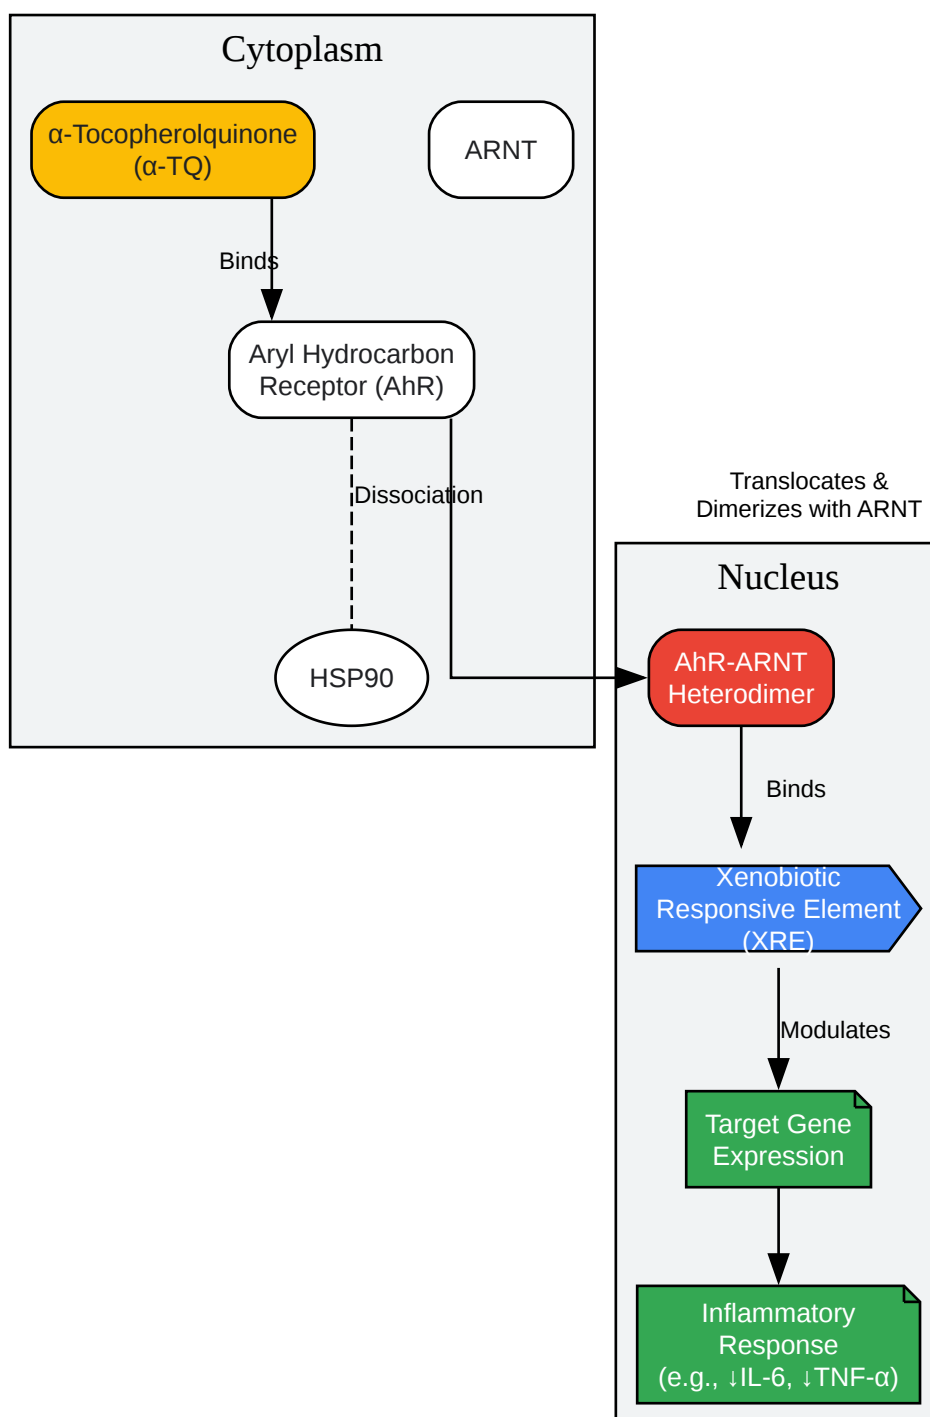 Cytoplasm
α-Tocopherolquinone
(α-TQ)
ARNT
Binds
Aryl Hydrocarbon
Receptor (AhR)
Dissociation
HSP90
Translocates &
Dimerizes with ARNT
Nucleus
AhR-ARNT
Heterodimer
Binds
Xenobiotic
Responsive Element
(XRE)
Modulates
Target Gene
Expression
Inflammatory
Response
(e.g., ↓IL-6, ↓TNF-α)